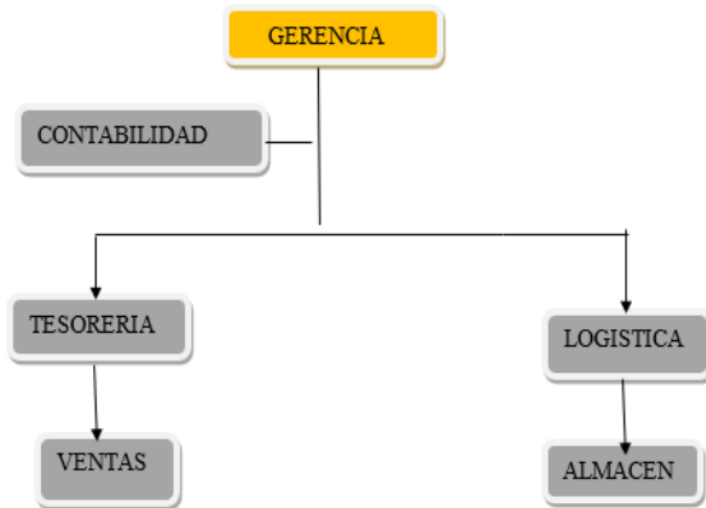 GERENCIA
CONTABILIDAD
TESORERIA
LOGISTICA
VENTAS
ALMACEN